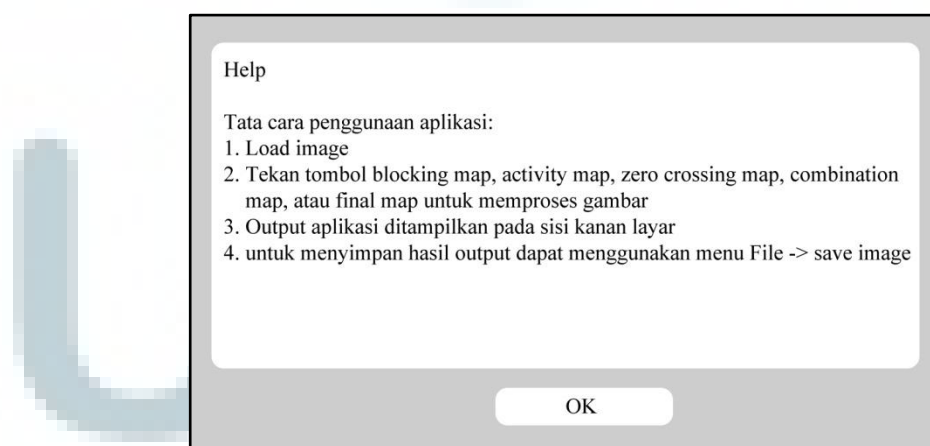 Help
Tata cara penggunaan aplikasi:
1. Load image
2. Tekan tombol blocking map, activity map, zero crossing map, combination
map, atau final map untuk memproses gambar
3. Output aplikasi ditampilkan pada sisi kanan layar
4. untuk menyimpan hasil output dapat menggunakan menu File -> save image
OK